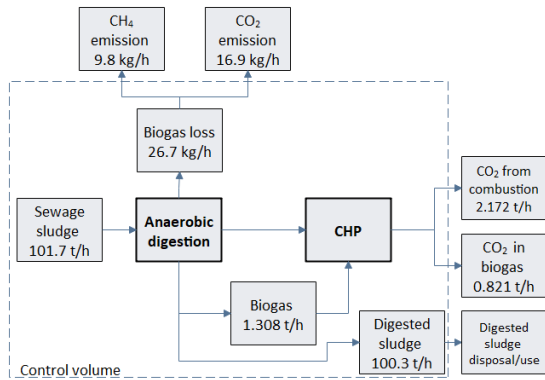 CH₄
emission
9.8 kg/h
CO₂
emission
16.9 kg/h
Biogas loss
26.7 kg/h
Sewage
sludge
101.7 t/h
Anaerobic
digestion
CHP
CO₂ from
combustion
2.172 t/h
CO₂ in
biogas
0.821 t/h
Biogas
1.308 t/h
Digested
sludge
100.3 t/h
Digested
sludge
disposal/use
Control volume